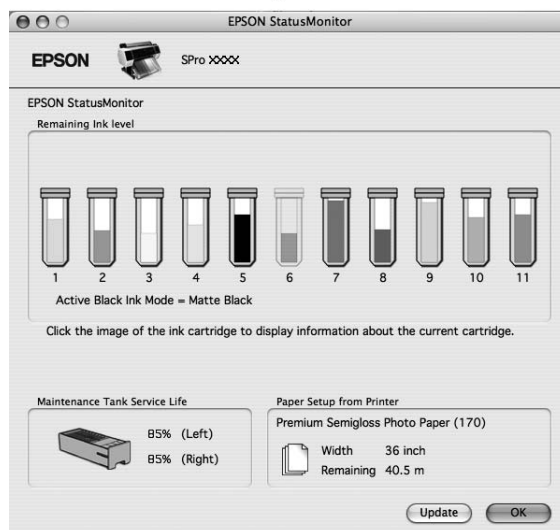 EPSON StatusMonitor
EPSON SPro XXXX
EPSON StatusMonitor
Remaining Ink level
1 2 3 4 5 6 7 8 9 10 11
Active Black Ink Mode = Matte Black
Click the image of the ink cartridge to display information about the current cartridge.
Maintenance Tank Service Life
85% (Left)
85% (Right)
Paper Setup from Printer
Premium Semigloss Photo Paper (170)
Width 36 inch
Remaining 40.5 m
Update OK